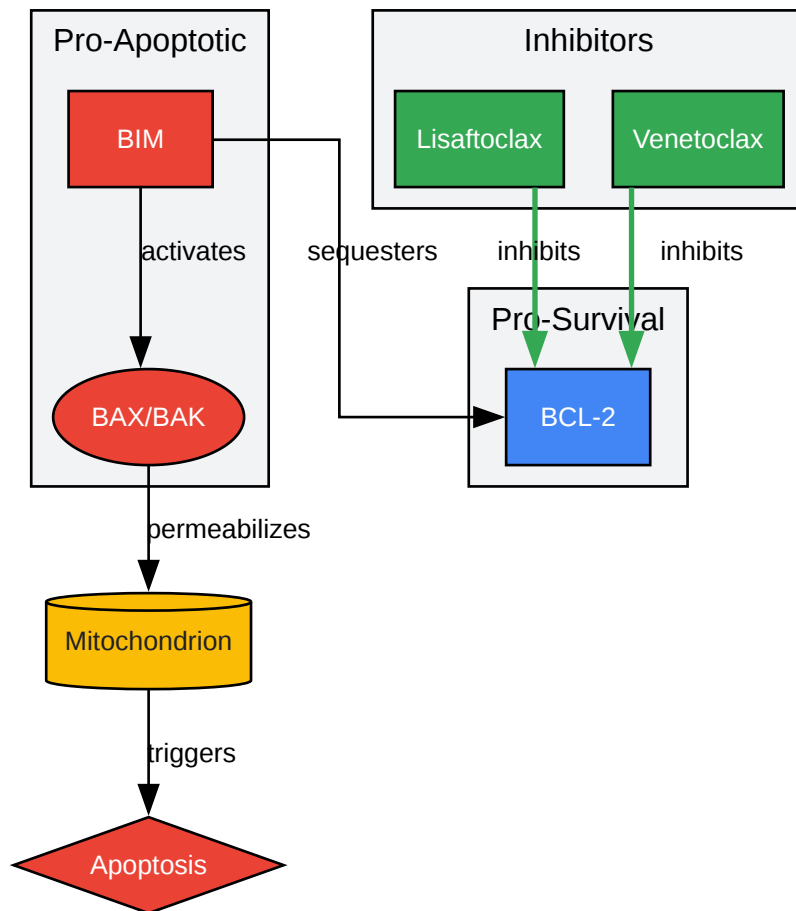 Pro-Apoptotic
Inhibitors
BIM
Lisaftoclax
Venetoclax
activates
sequesters
inhibits
inhibits
Pro-Survival
BAX/BAK
BCL-2
permeabilizes
Mitochondrion
triggers
Apoptosis